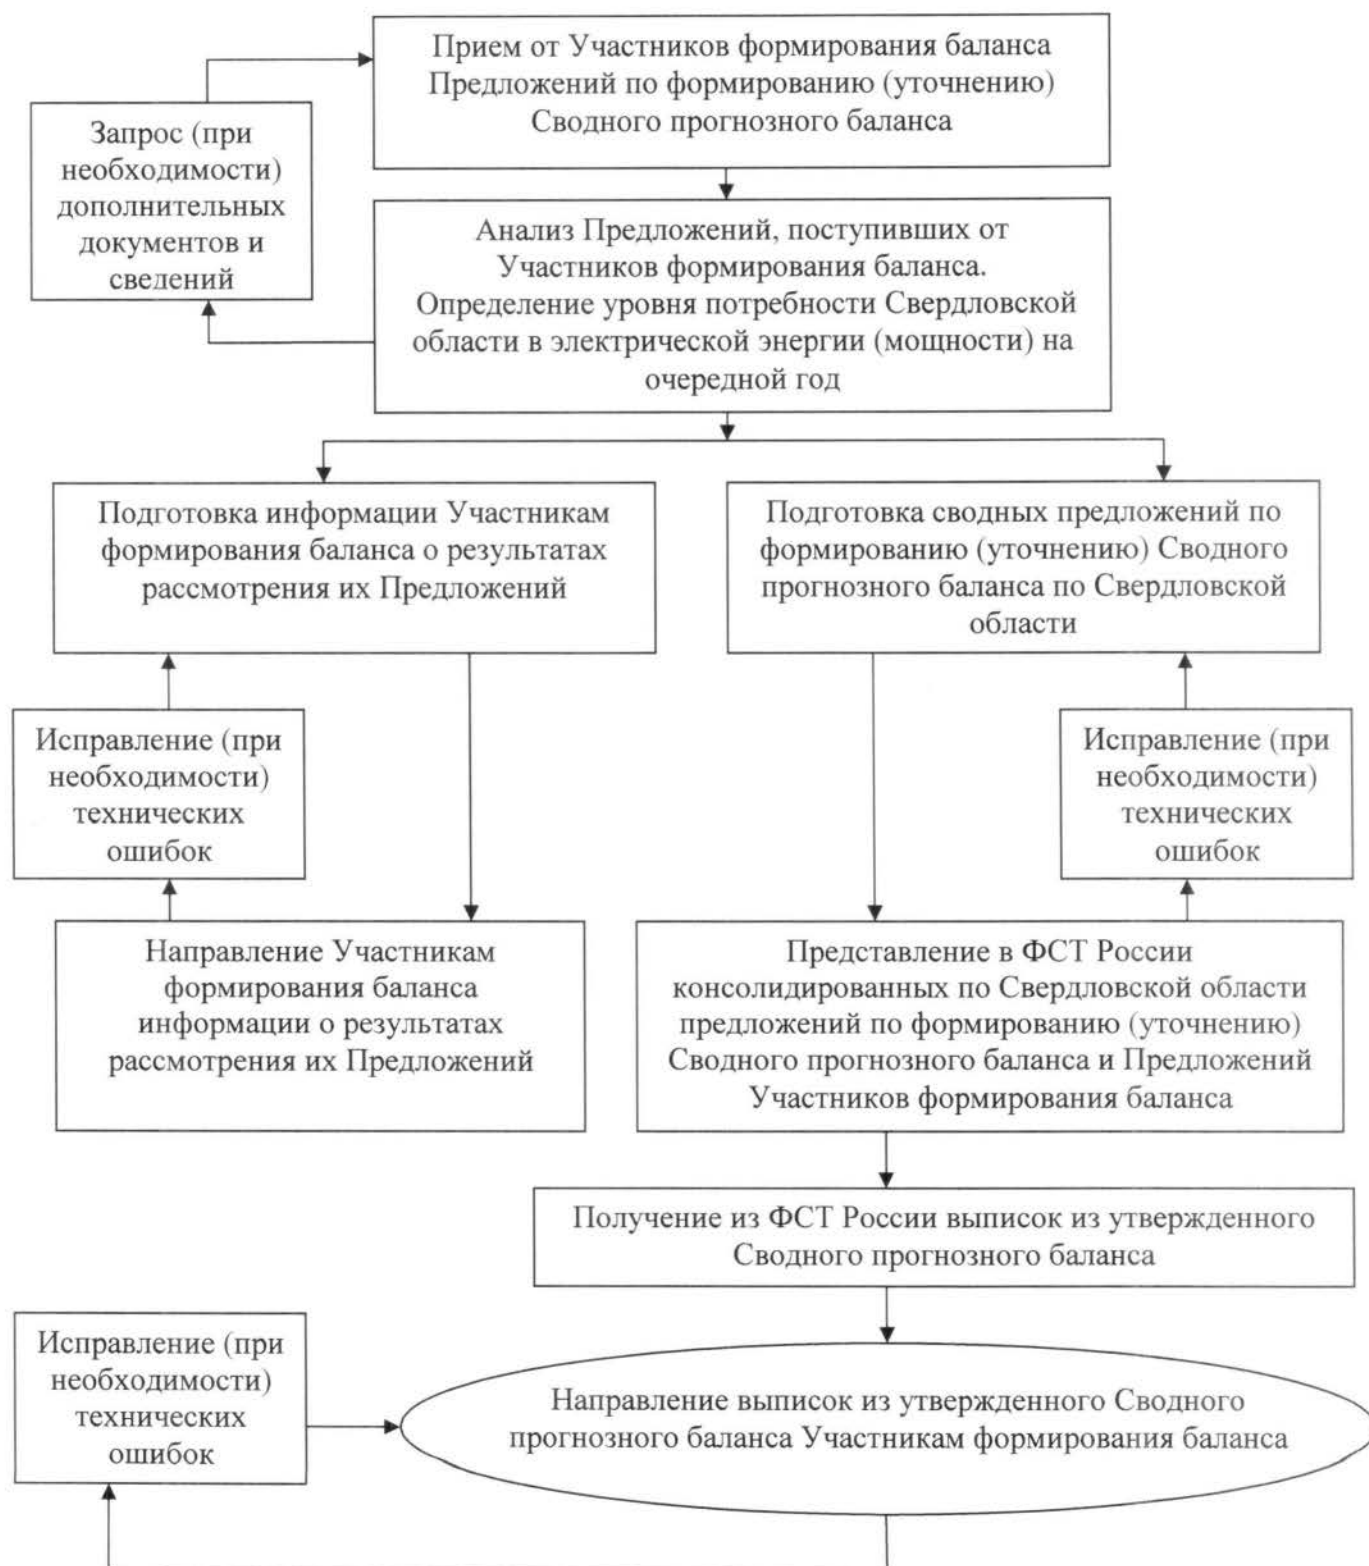 Прием от Участников формирования баланса
Предложений по формированию (уточнению)
Сводного прогнозного баланса
Запрос (при
необходимости)
дополнительных
документов и
сведений
Анализ Предложений, поступивших от
Участников формирования баланса.
Определение уровня потребности Свердловской
области в электрической энергии (мощности) на
очередной год
Подготовка информации Участникам
формирования баланса о результатах
рассмотрения их Предложений
Подготовка сводных предложений по
формированию (уточнению) Сводного
прогнозного баланса по Свердловской
области
Исправление (при
необходимости)
технических
ошибок
Исправление (при
необходимости)
технических
ошибок
Направление Участникам
формирования баланса
информации о результатах
рассмотрения их Предложений
Представление в ФСТ России
консолидированных по Свердловской области
предложений по формированию (уточнению)
Сводного прогнозного баланса и Предложений
Участников формирования баланса
Получение из ФСТ России выписок из утвержденного
Сводного прогнозного баланса
Исправление (при
необходимости)
технических
ошибок
Направление выписок из утвержденного Сводного
прогнозного баланса Участникам формирования баланса